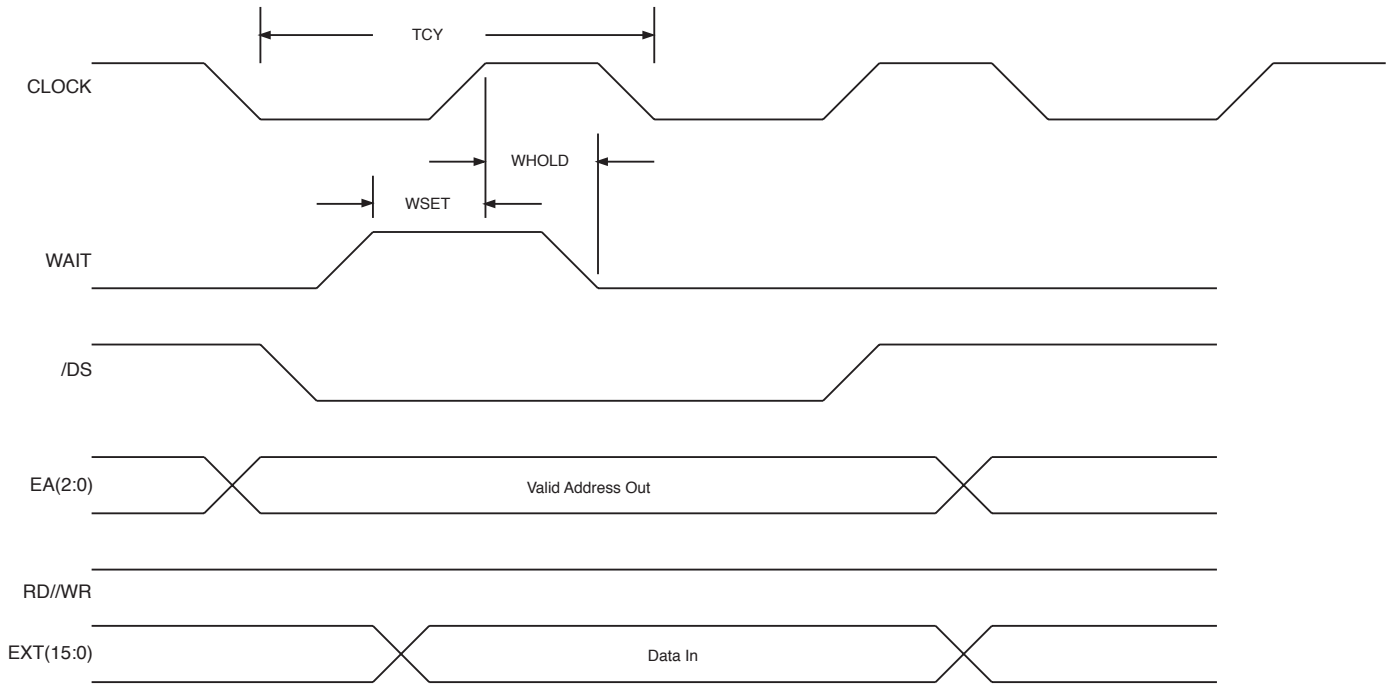 TCY
CLOCK
WHOLD
WSET
WAIT
/DS
EA(2:0)
Valid Address Out
RD//WR
EXT(15:0)
Data In